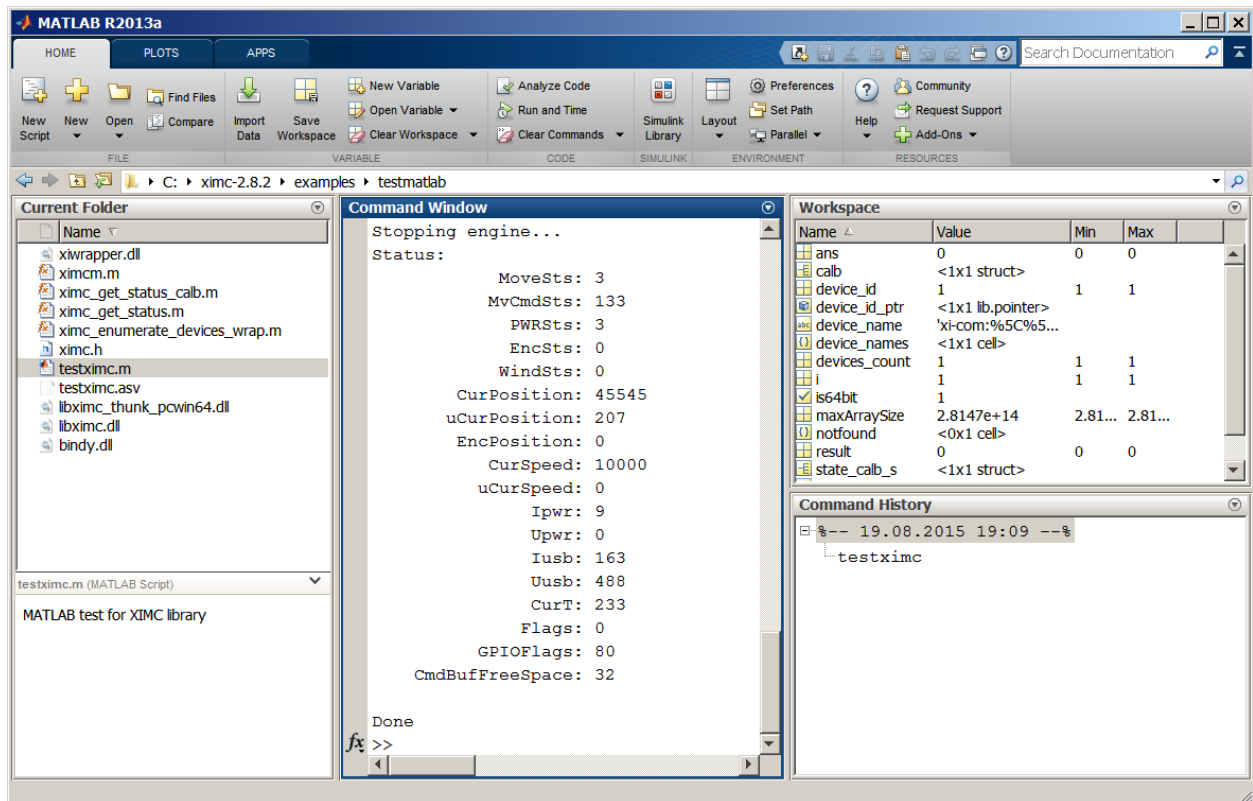 MATLAB R2013a
HOME PLOTS APPS Search Documentation
New Script New Open Find Files Compare Import Data Save Workspace New Variable Open Variable Clear Workspace Analyze Code Run and Time Clear Commands Simulink Library Layout Preferences Set Path Parallel Help Community Request Support Add-Ons
FILE VARIABLE CODE SIMULINK ENVIRONMENT RESOURCES
C: ximc-2.8.2 examples testmatlab
Current Folder
Name
xiwrapper.dll
ximcm.m
ximc_get_status_calb.m
ximc_get_status.m
ximc_enumerate_devices_wrap.m
ximc.h
testximc.m
testximc.asv
libximc_thunk_pcwin64.dll
libximc.dll
bindy.dll
testximc.m (MATLAB Script)
MATLAB test for XIMC library
Command Window
Stopping engine...
Status:
MoveSts: 3
MvCmdSts: 133
PWRSts: 3
EncSts: 0
WindSts: 0
CurPosition: 45545
uCurPosition: 207
EncPosition: 0
CurSpeed: 10000
uCurSpeed: 0
Ipwr: 9
Upwr: 0
Iusb: 163
Uusb: 488
CurT: 233
Flags: 0
GPIOFlags: 80
CmdBufFreeSpace: 32
Done
fx >>
Workspace
Name Value Min Max
ans 0 0 0
calb <1x1 struct>
device_id 1 1 1
device_id_ptr <1x1 lib.pointer>
device_name 'xi-com:%5C%5...
device_names <1x1 cell>
devices_count 1 1 1
i 1 1 1
is64bit 1
maxArraySize 2.8147e+14 2.81... 2.81...
notfound <0x1 cell>
result 0 0 0
state_calb_s <1x1 struct>
Command History
%-- 19.08.2015 19:09 --%
testximc